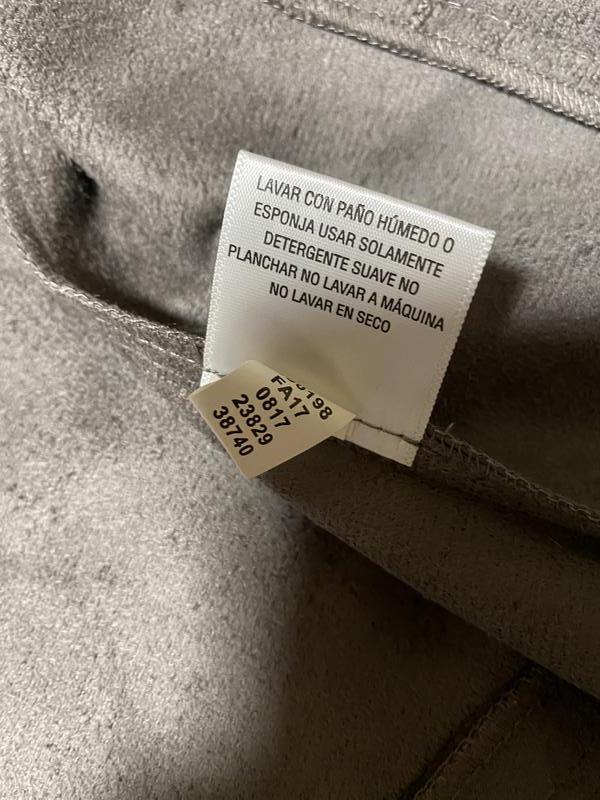 LAVAR CON PAÑO HÚMEDO O
ESPONJA USAR SOLAMENTE
DETERGENTE SUAVE NO
PLANCHAR NO LAVAR A MÁQUINA
NO LAVAR EN SECO
FA17
0817
23829
38740